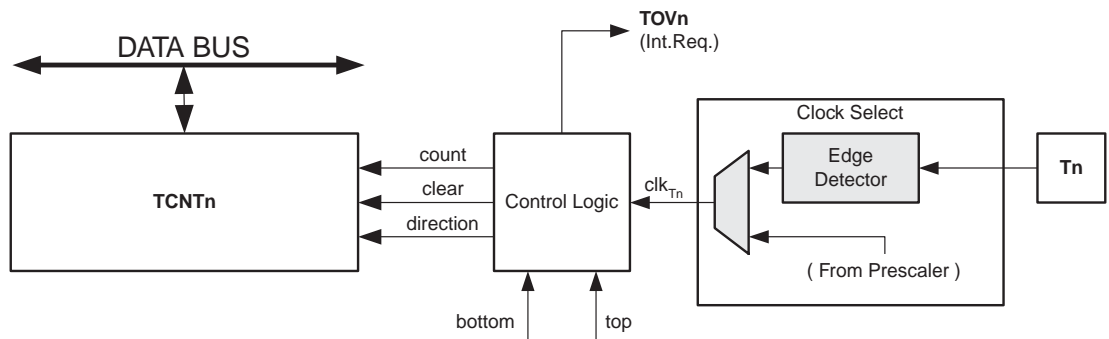 TOVn
(Int.Req.)
DATA BUS
Clock Select
count
Edge
Detector
Tn
TCNTn
clear
Control Logic
clkTn
direction
( From Prescaler )
bottom
top